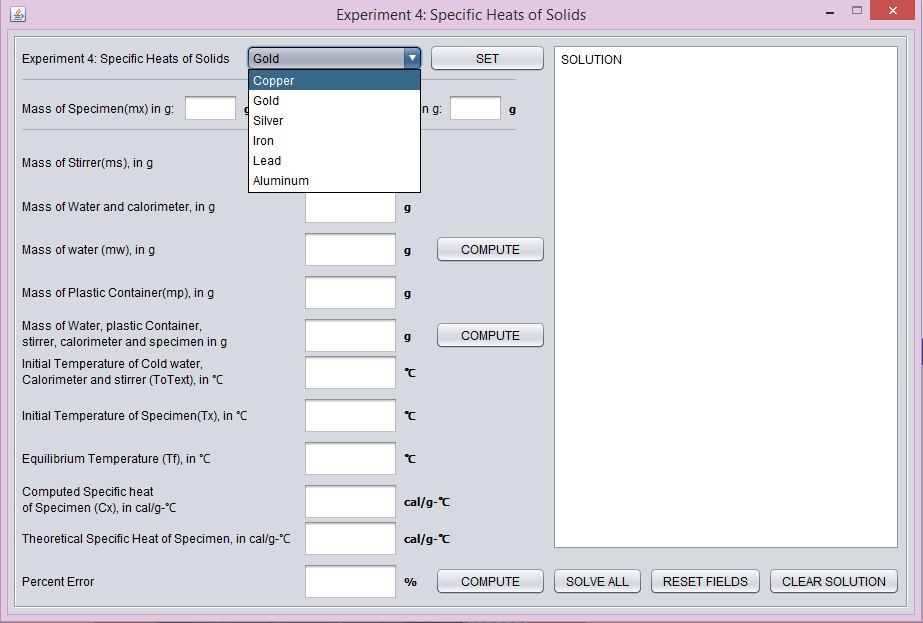 Experiment 4: Specific Heats of Solids
Experiment 4: Specific Heats of Solids
Gold
SET
SOLUTION
Copper
Gold
Silver
Iron
Lead
Aluminum
Mass of Specimen(mx) in g:
in g:
g
Mass of Stirrer(ms), in g
Mass of Water and calorimeter, in g
g
Mass of water (mw), in g
g
COMPUTE
Mass of Plastic Container(mp), in g
g
Mass of Water, plastic Container,
stirrer, calorimeter and specimen in g
g
COMPUTE
Initial Temperature of Cold water,
Calorimeter and stirrer (ToText), in ℃
℃
Initial Temperature of Specimen(Tx), in ℃
℃
Equilibrium Temperature (Tf), in ℃
℃
Computed Specific heat
of Specimen (Cx), in cal/g-℃
cal/g-℃
Theoretical Specific Heat of Specimen, in cal/g-℃
cal/g-℃
Percent Error
%
COMPUTE
SOLVE ALL
RESET FIELDS
CLEAR SOLUTION